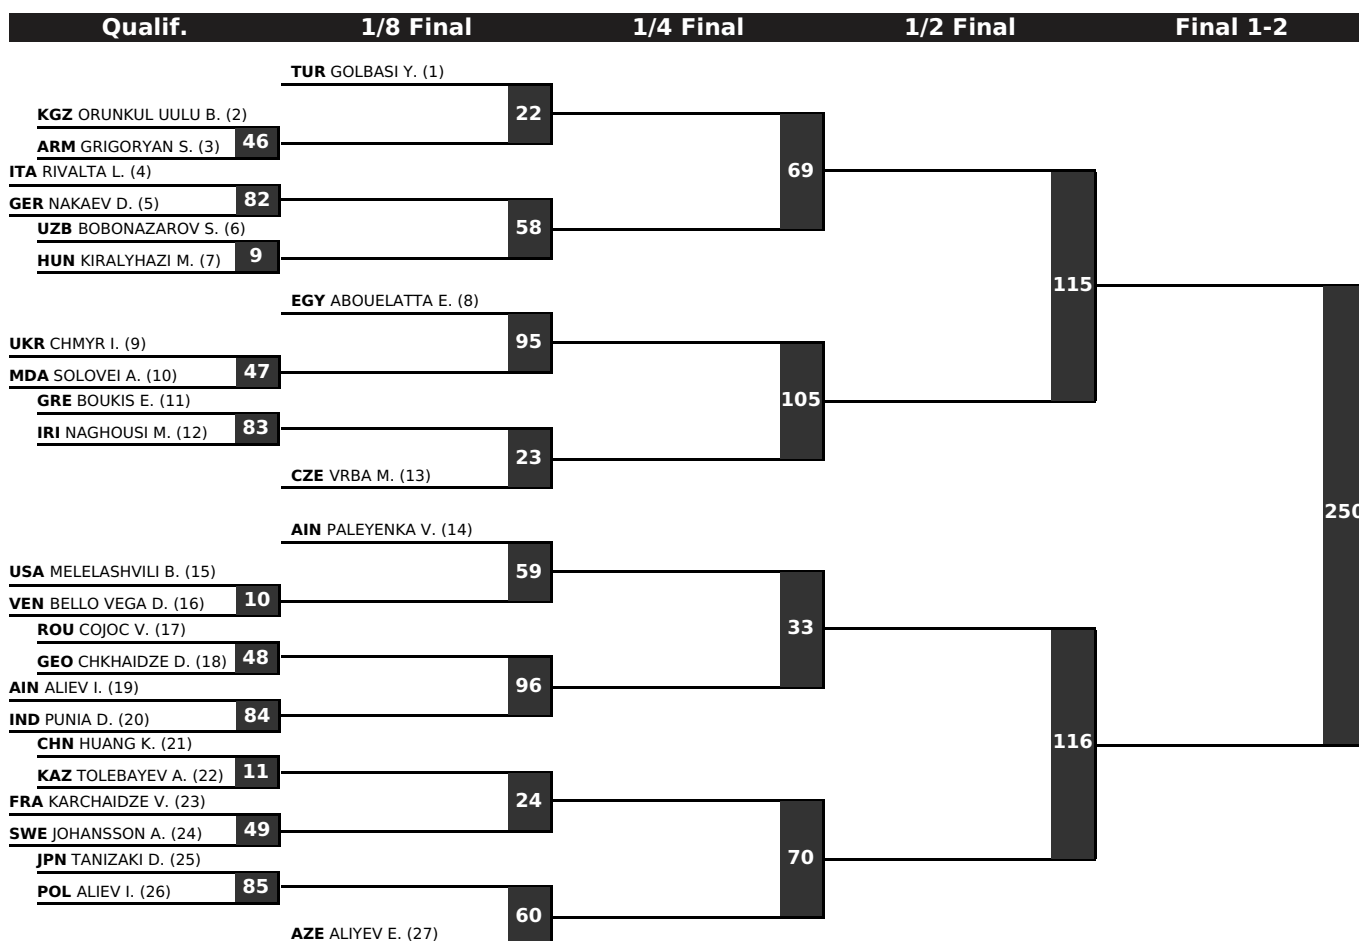 Qualif. 1/8 Final 1/4 Final 1/2 Final Final 1-2
TUR GOLBASI Y. (1)
22
KGZ ORUNKUL UULU B. (2)
46
ARM GRIGORYAN S. (3)
69
ITA RIVALTA L. (4)
82
GER NAKAEV D. (5)
58
UZB BOBONAZAROV S. (6)
9
HUN KIRALYHAZI M. (7)
115
EGY ABOUELATTA E. (8)
95
UKR CHMYR I. (9)
47
MDA SOLOVEI A. (10)
105
GRE BOUKIS E. (11)
83
IRI NAGHOUSI M. (12)
23
CZE VRBA M. (13)
250
AIN PALEYENKA V. (14)
59
USA MELELASHVILI B. (15)
10
VEN BELLO VEGA D. (16)
33
ROU COJOC V. (17)
48
GEO CHKHAIDZE D. (18)
96
AIN ALIEV I. (19)
84
IND PUNIA D. (20)
116
CHN HUANG K. (21)
11
KAZ TOLEBAYEV A. (22)
24
FRA KARCHAIDZE V. (23)
49
SWE JOHANSSON A. (24)
70
JPN TANIZAKI D. (25)
85
POL ALIEV I. (26)
60
AZE ALIYEV E. (27)